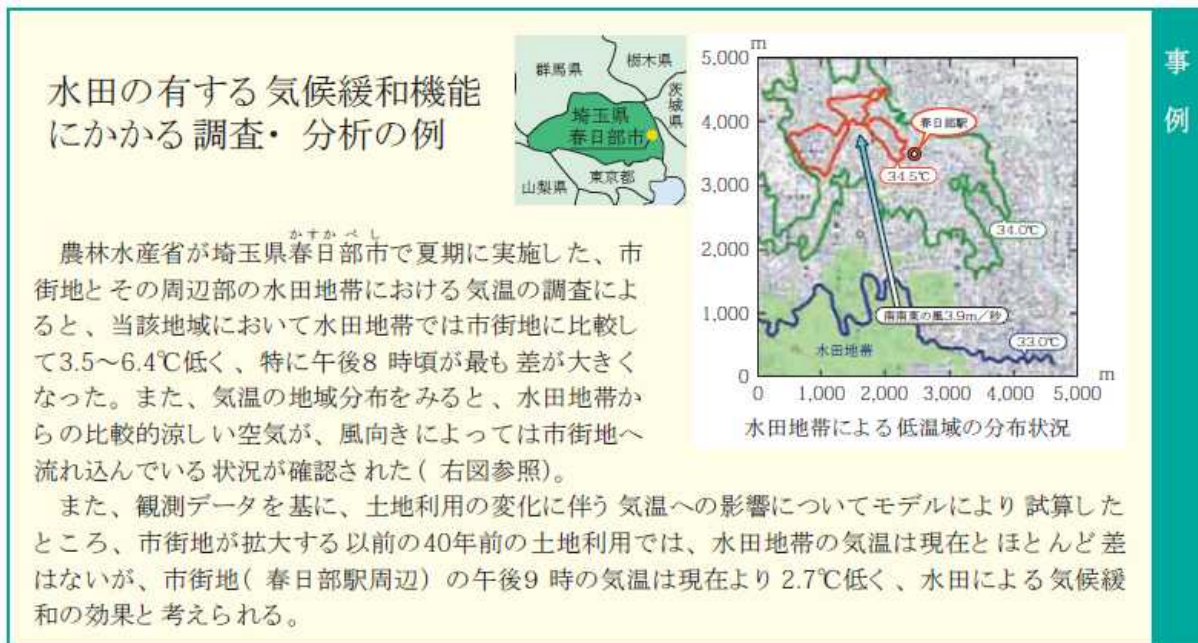 事例
水田の有する気候緩和機能
にかかる調査・分析の例
群馬県
栃木県
茨城県
埼玉県
春日部市
東京都
山梨県
かすかべし
農林水産省が埼玉県春日部市で夏期に実施した、市
街地とその周辺部の水田地帯における気温の調査によ
ると、当該地域において水田地帯では市街地に比較し
て3.5～6.4℃低く、特に午後8時頃が最も差が大きく
なった。また、気温の地域分布をみると、水田地帯か
らの比較的涼しい空気が、風向きによっては市街地へ
流れ込んでいる状況が確認された(右図参照)。
また、観測データを基に、土地利用の変化に伴う気温への影響についてモデルにより試算した
ところ、市街地が拡大する以前の40年前の土地利用では、水田地帯の気温は現在とほとんど差
はないが、市街地(春日部駅周辺)の午後9時の気温は現在より2.7℃低く、水田による気候緩
和の効果と考えられる。
m
5,000
4,000
3,000
2,000
1,000
0
春日部駅
34.5℃
34.0℃
南南東の風3.9m／秒
33.0℃
水田地帯
0 1,000 2,000 3,000 4,000 5,000 m
水田地帯による低温域の分布状況